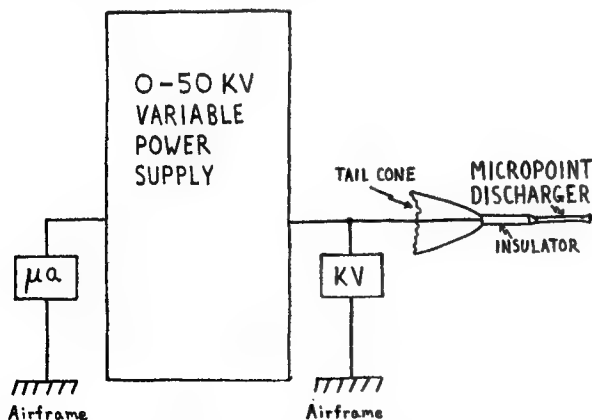 0-50 KV
VARIABLE
POWER
SUPPLY
TAIL CONE
MICROPOINT
DISCHARGER
INSULATOR
μa
KV
Airframe
Airframe